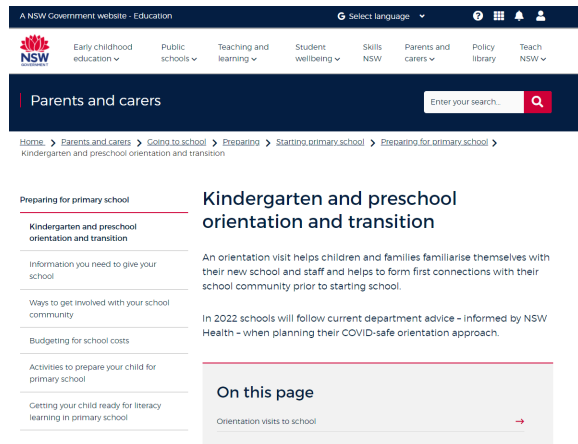 A NSW Government website - Education
G Select language
Early childhood education
Public schools
Teaching and learning
Student wellbeing
Skills NSW
Parents and carers
Policy library
Teach NSW
NSW
GOVERNMENT
Parents and carers
Enter your search...
Home > Parents and carers > Going to school > Preparing > Starting primary school > Preparing for primary school >
Kindergarten and preschool orientation and transition
Preparing for primary school
Kindergarten and preschool
orientation and transition
Information you need to give your
school
Ways to get involved with your school
community
Budgeting for school costs
Activities to prepare your child for
primary school
Getting your child ready for literacy
learning in primary school
Kindergarten and preschool
orientation and transition
An orientation visit helps children and families familiarise themselves with
their new school and staff and helps to form first connections with their
school community prior to starting school.
In 2022 schools will follow current department advice – informed by NSW
Health – when planning their COVID-safe orientation approach.
On this page
Orientation visits to school →